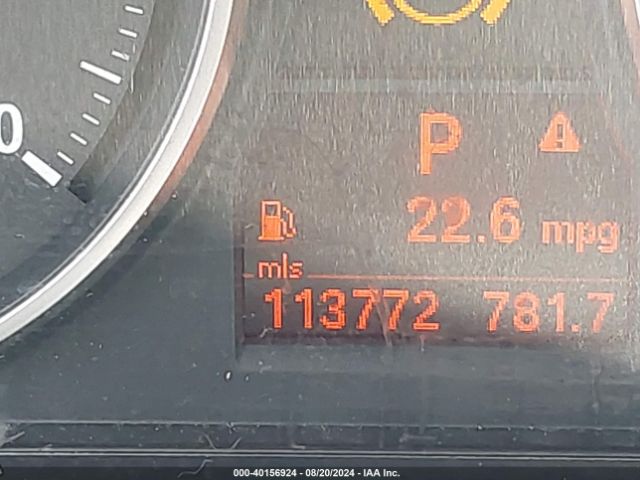 0
P
22.6 mpg
mls
113772 781.7
000-40156924 - 08/20/2024 - IAA Inc.